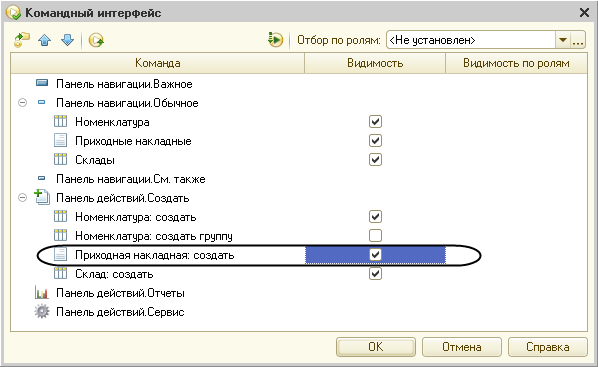 Командный интерфейс
Отбор по ролям: <Не установлен>
Команда Видимость Видимость по ролям
Панель навигации.Важное
Панель навигации.Обычное
Номенклатура
Приходные накладные
Склады
Панель навигации.См. также
Панель действий.Создать
Номенклатура: создать
Номенклатура: создать группу
Приходная накладная: создать
Склад: создать
Панель действий.Отчеты
Панель действий.Сервис
OK Отмена Справка